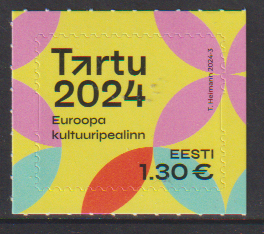 Tartu
2024
Euroopa
kultuuripealinn
EESTI
1.30 €
T. Heimann 2024-3